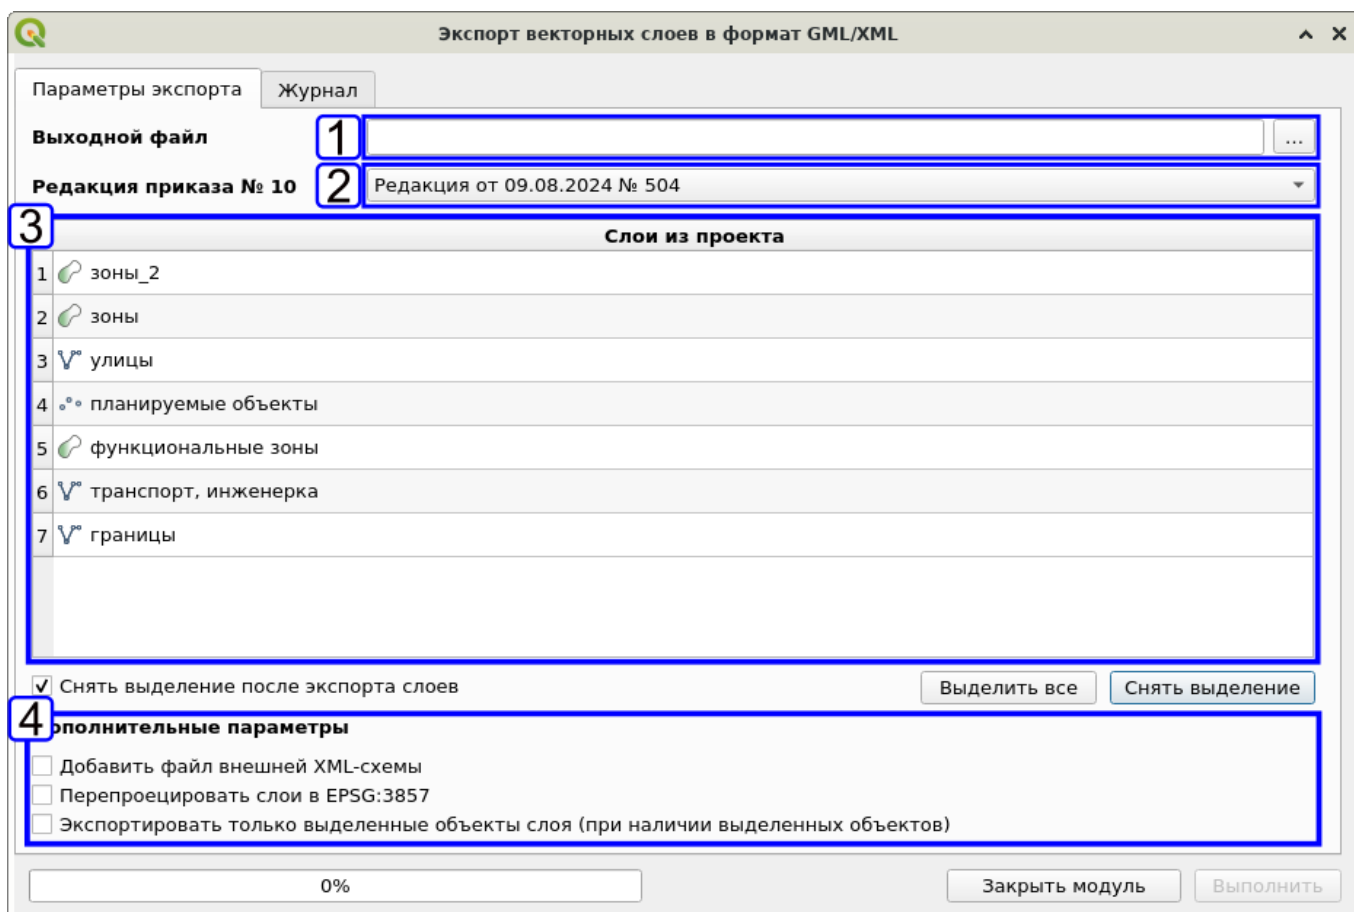 Экспорт векторных слоев в формат GML/XML
Параметры экспорта Журнал
Выходной файл 1 ...
Редакция приказа № 10 2 Редакция от 09.08.2024 № 504
3 Слои из проекта
1 зоны_2
2 зоны
3 улицы
4 планируемые объекты
5 функциональные зоны
6 транспорт, инженерка
7 границы
Снять выделение после экспорта слоев Выделить все Снять выделение
4 ополнительные параметры
Добавить файл внешней XML-схемы
Перепроецировать слои в EPSG:3857
Экспортировать только выделенные объекты слоя (при наличии выделенных объектов)
0% Закрыть модуль Выполнить